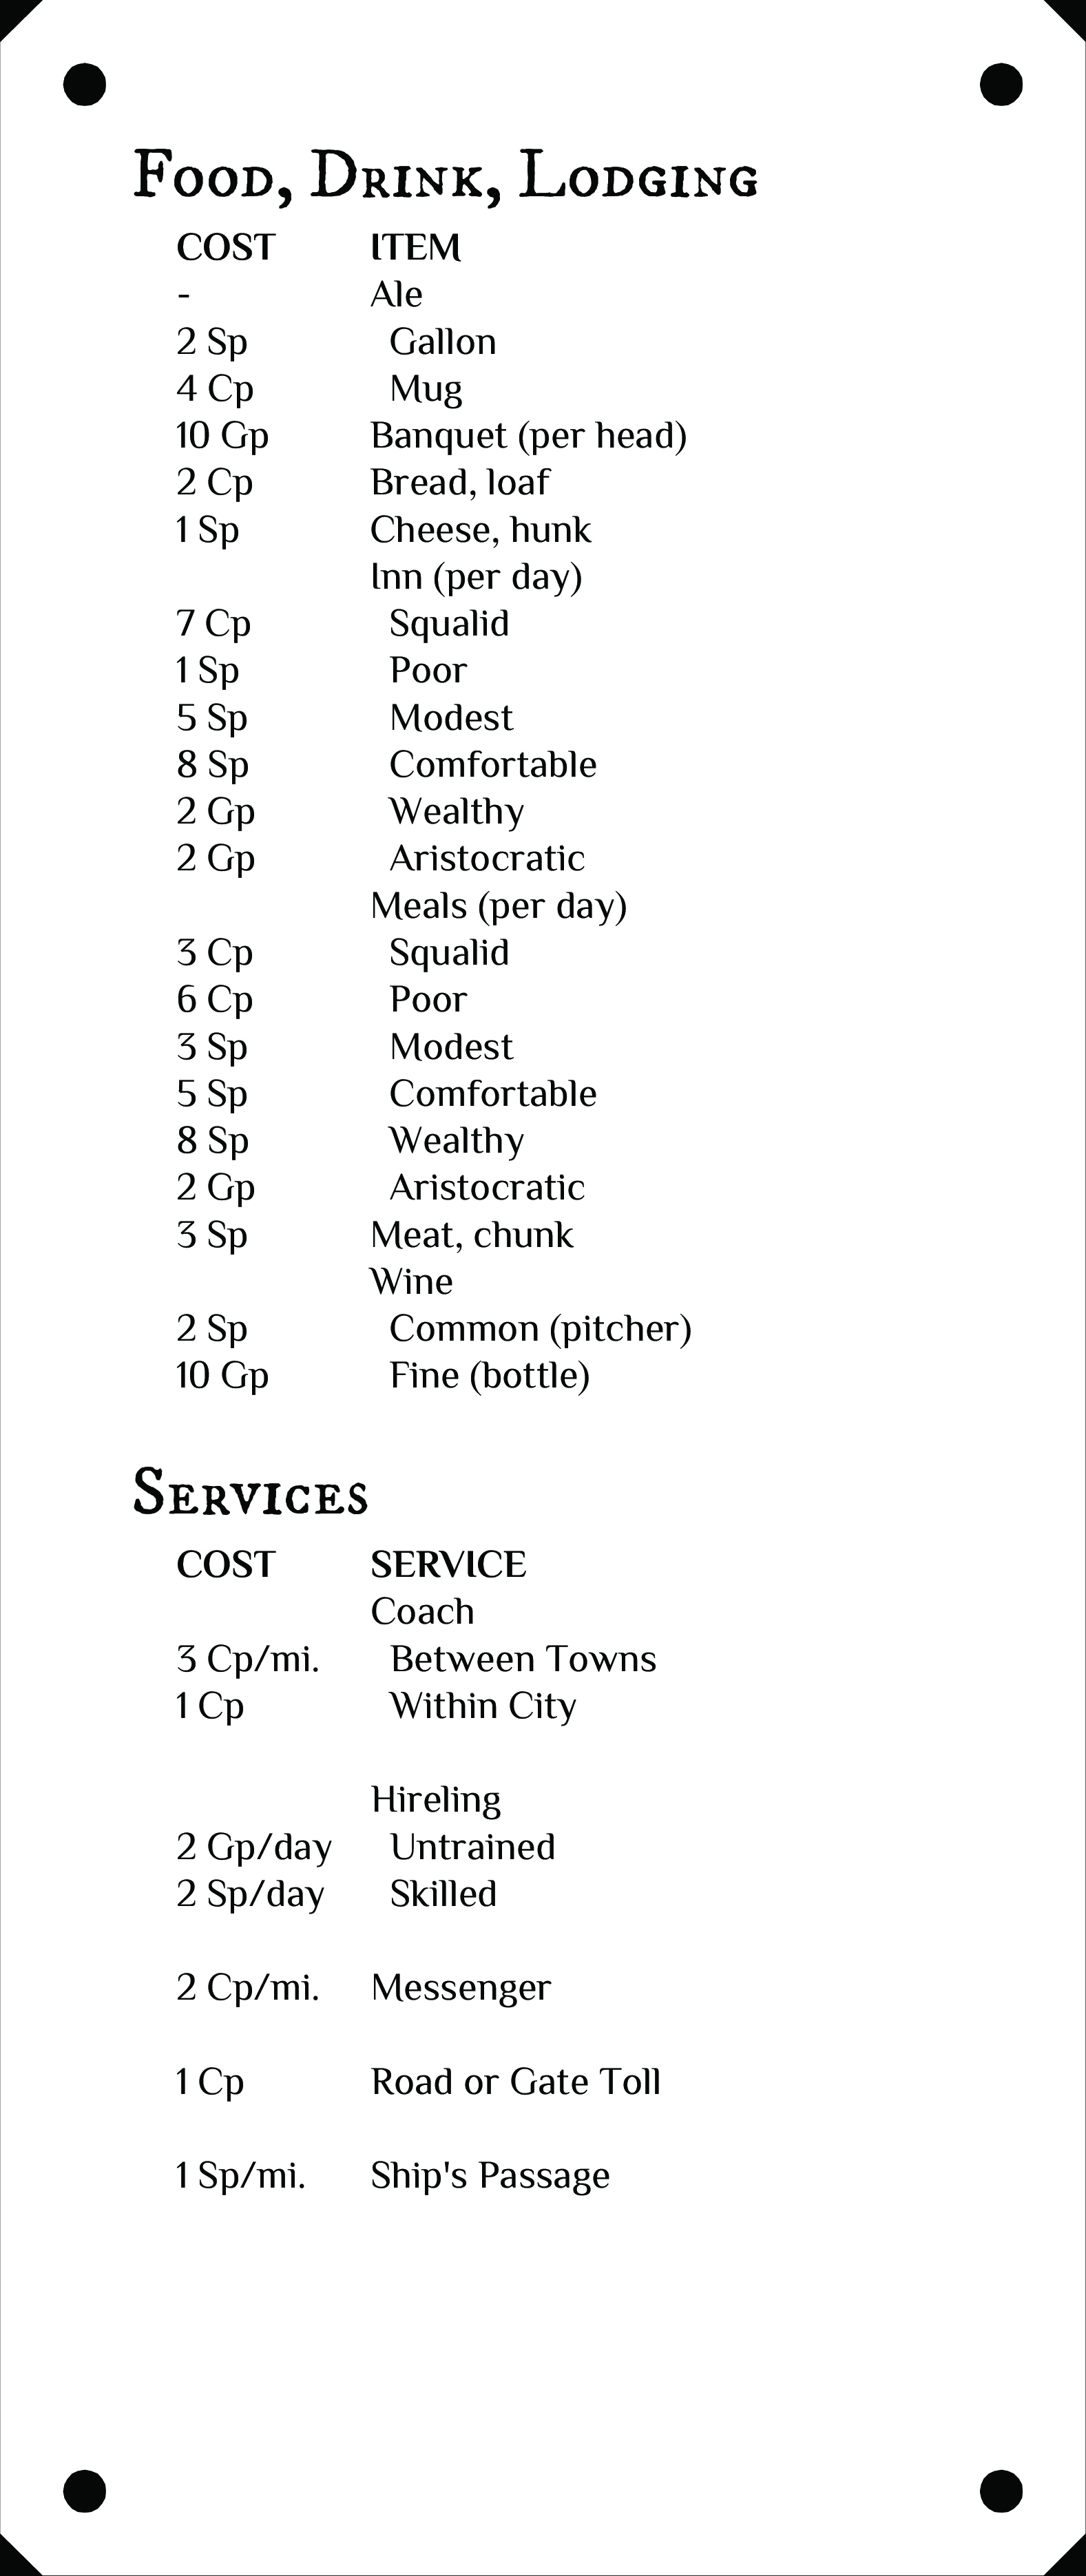 Food, Drink, Lodging
COST ITEM
- Ale
2 Sp Gallon
4 Cp Mug
10 Gp Banquet (per head)
2 Cp Bread, loaf
1 Sp Cheese, hunk
Inn (per day)
7 Cp Squalid
1 Sp Poor
5 Sp Modest
8 Sp Comfortable
2 Gp Wealthy
2 Gp Aristocratic
Meals (per day)
3 Cp Squalid
6 Cp Poor
3 Sp Modest
5 Sp Comfortable
8 Sp Wealthy
2 Gp Aristocratic
3 Sp Meat, chunk
Wine
2 Sp Common (pitcher)
10 Gp Fine (bottle)
Services
COST SERVICE
Coach
3 Cp/mi. Between Towns
1 Cp Within City
Hireling
2 Gp/day Untrained
2 Sp/day Skilled
2 Cp/mi. Messenger
1 Cp Road or Gate Toll
1 Sp/mi. Ship's Passage